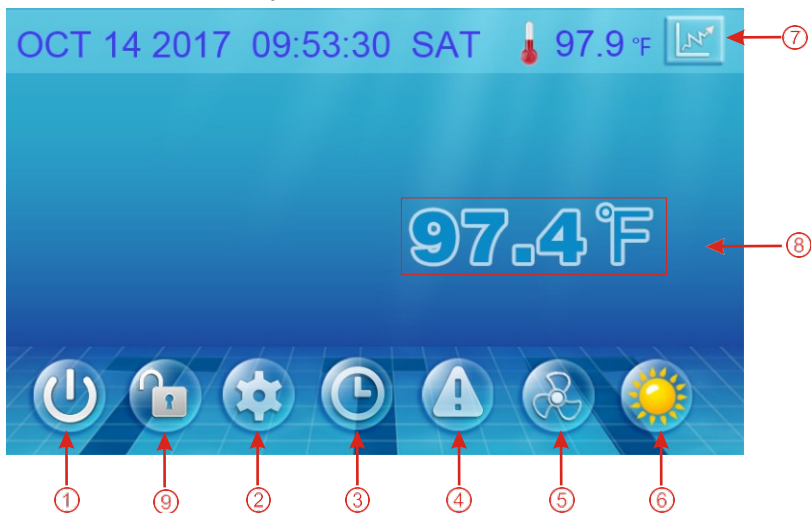 OCT 14 2017 09:53:30 SAT 97.9 °F
⑦
97.4℉
⑧
① ⑨ ② ③ ④ ⑤ ⑥